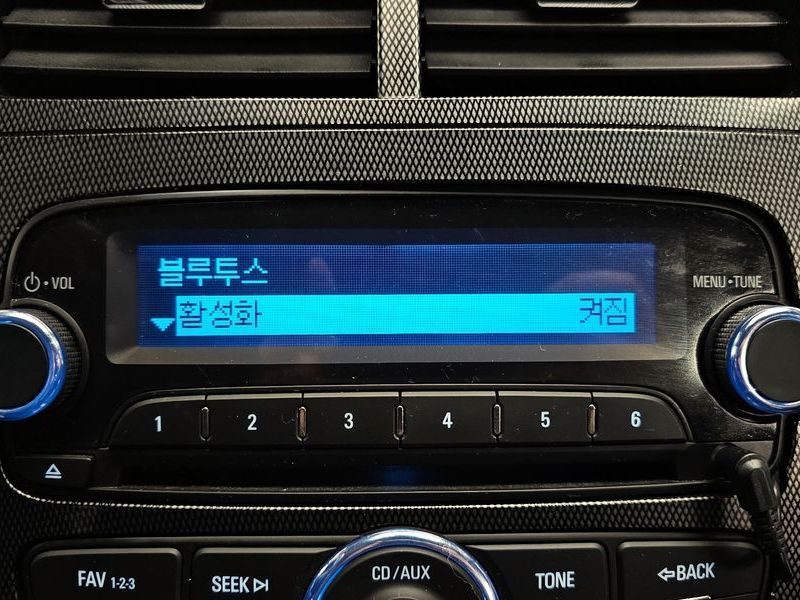 블루투스
활성화 켜짐
VOL
MENU•TUNE
1 2 3 4 5 6
FAV 1-2-3
SEEK
CD/AUX
TONE
BACK